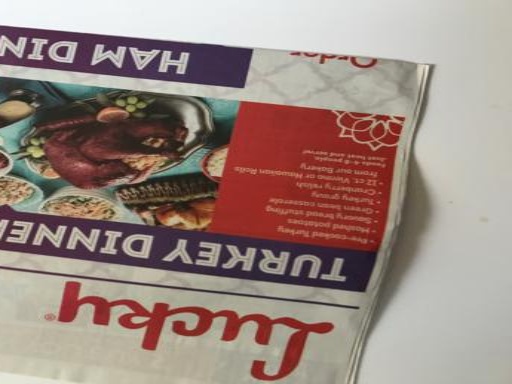 Lucky®
TURKEY DINNER
• Pre-cooked Turkey
• Mashed potatoes
• Savory bread stuffing
• Green bean casserole
• Turkey gravy
• Cranberry relish
• 12 ct. Vienna or Hawaiian Rolls
from our Bakery
Feeds 6-8 people.
Just heat and serve!
HAM DIN
Order